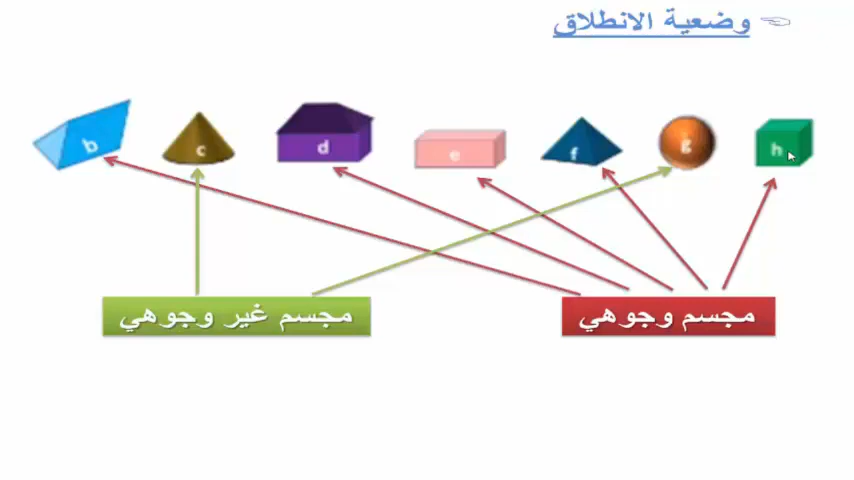 ☜ وضعية الانطلاق
b c d e f g h
مجسم غير وجوهي
مجسم وجوهي